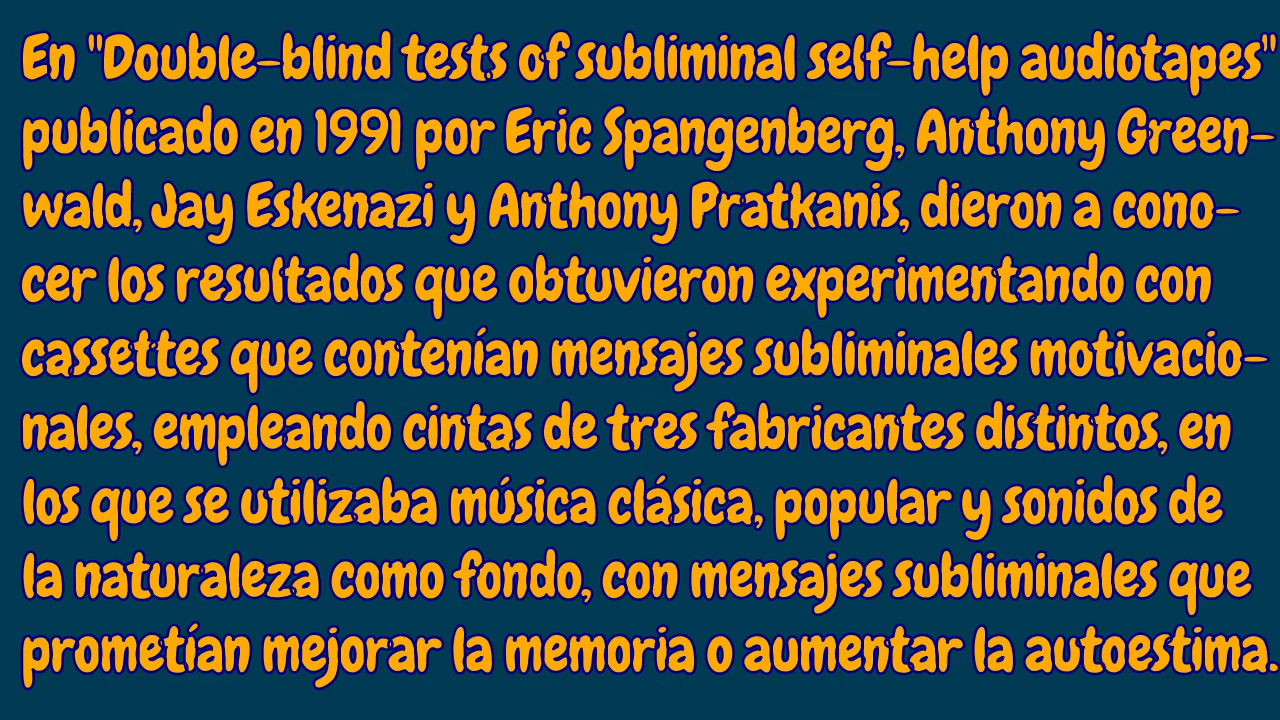 En "Double-blind tests of subliminal self-help audiotapes"
publicado en 1991 por Eric Spangenberg, Anthony Green-
wald, Jay Eskenazi y Anthony Pratkanis, dieron a cono-
cer los resultados que obtuvieron experimentando con
cassettes que contenían mensajes subliminales motivacio-
nales, empleando cintas de tres fabricantes distintos, en
los que se utilizaba música clásica, popular y sonidos de
la naturaleza como fondo, con mensajes subliminales que
prometían mejorar la memoria o aumentar la autoestima.